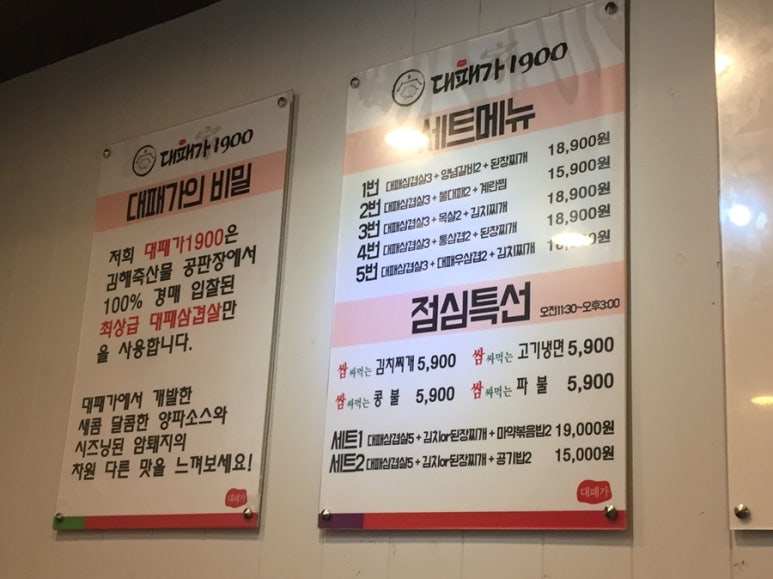 대패가 1900
대패가의 비밀
저희 대패가1900은
김해축산물 공판장에서
100% 경매 입찰된
최상급 대패삼겹살만
을 사용합니다.
대패가에서 개발한
새콤 달콤한 양파소스와
시즈닝된 암퇘지의
차원 다른 맛을 느껴보세요!
대패가
대패가 1900
세트메뉴
1번 대패삼겹살3 + 양념갈비2 + 된장찌개 18,900원
2번 대패삼겹살3 + 불대패2 + 계란찜 15,900원
3번 대패삼겹살3 + 목살2 + 김치찌개 18,900원
4번 대패삼겹살3 + 통삼겹2 + 된장찌개 18,900원
5번 대패삼겹살3 + 대패우삼겹2 + 김치찌개
점심특선 오전11:30~오후3:00
쌈 싸먹는 김치찌개 5,900 쌈 싸먹는 고기냉면 5,900
쌈 싸먹는 콩 불 5,900 쌈 싸먹는 파 불 5,900
세트1 대패삼겹살5 + 김치or된장찌개 + 마약볶음밥2 19,000원
세트2 대패삼겹살5 + 김치or된장찌개 + 공기밥2 15,000원
대패가